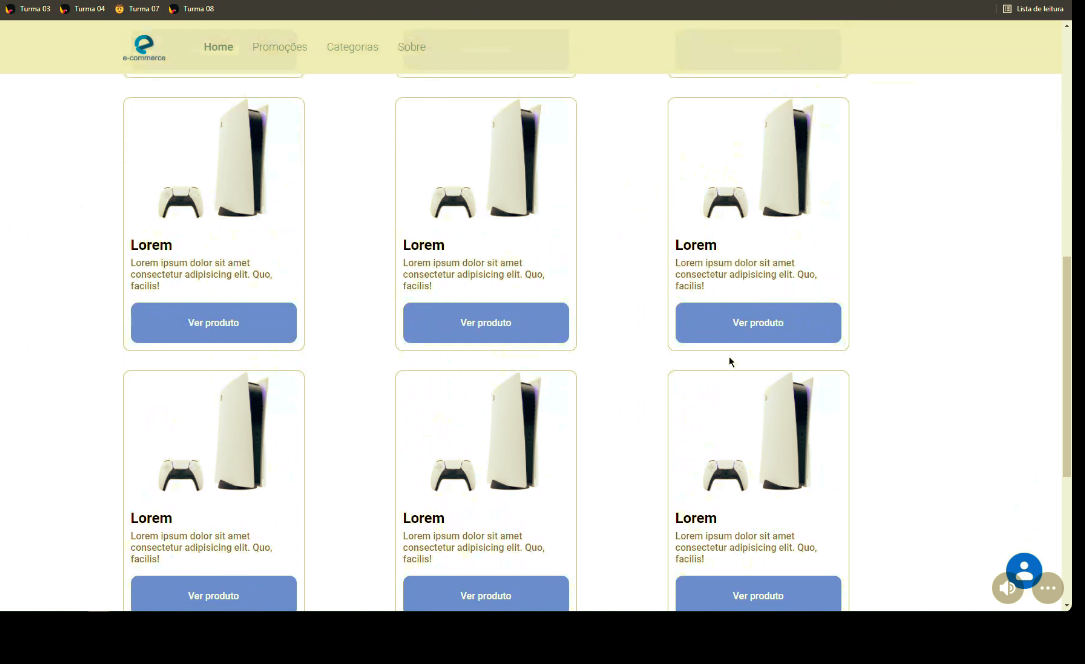 Turma 03 Turma 04 Turma 07 Turma 08 Lista de leitura
e-commerce Home Promoções Categorias Sobre
Lorem Lorem Lorem
Lorem ipsum dolor sit amet Lorem ipsum dolor sit amet Lorem ipsum dolor sit amet
consectetur adipisicing elit. Quo, consectetur adipisicing elit. Quo, consectetur adipisicing elit. Quo,
facilis! facilis! facilis!
Ver produto Ver produto Ver produto
Lorem Lorem Lorem
Lorem ipsum dolor sit amet Lorem ipsum dolor sit amet Lorem ipsum dolor sit amet
consectetur adipisicing elit. Quo, consectetur adipisicing elit. Quo, consectetur adipisicing elit. Quo,
facilis! facilis! facilis!
Ver produto Ver produto Ver produto